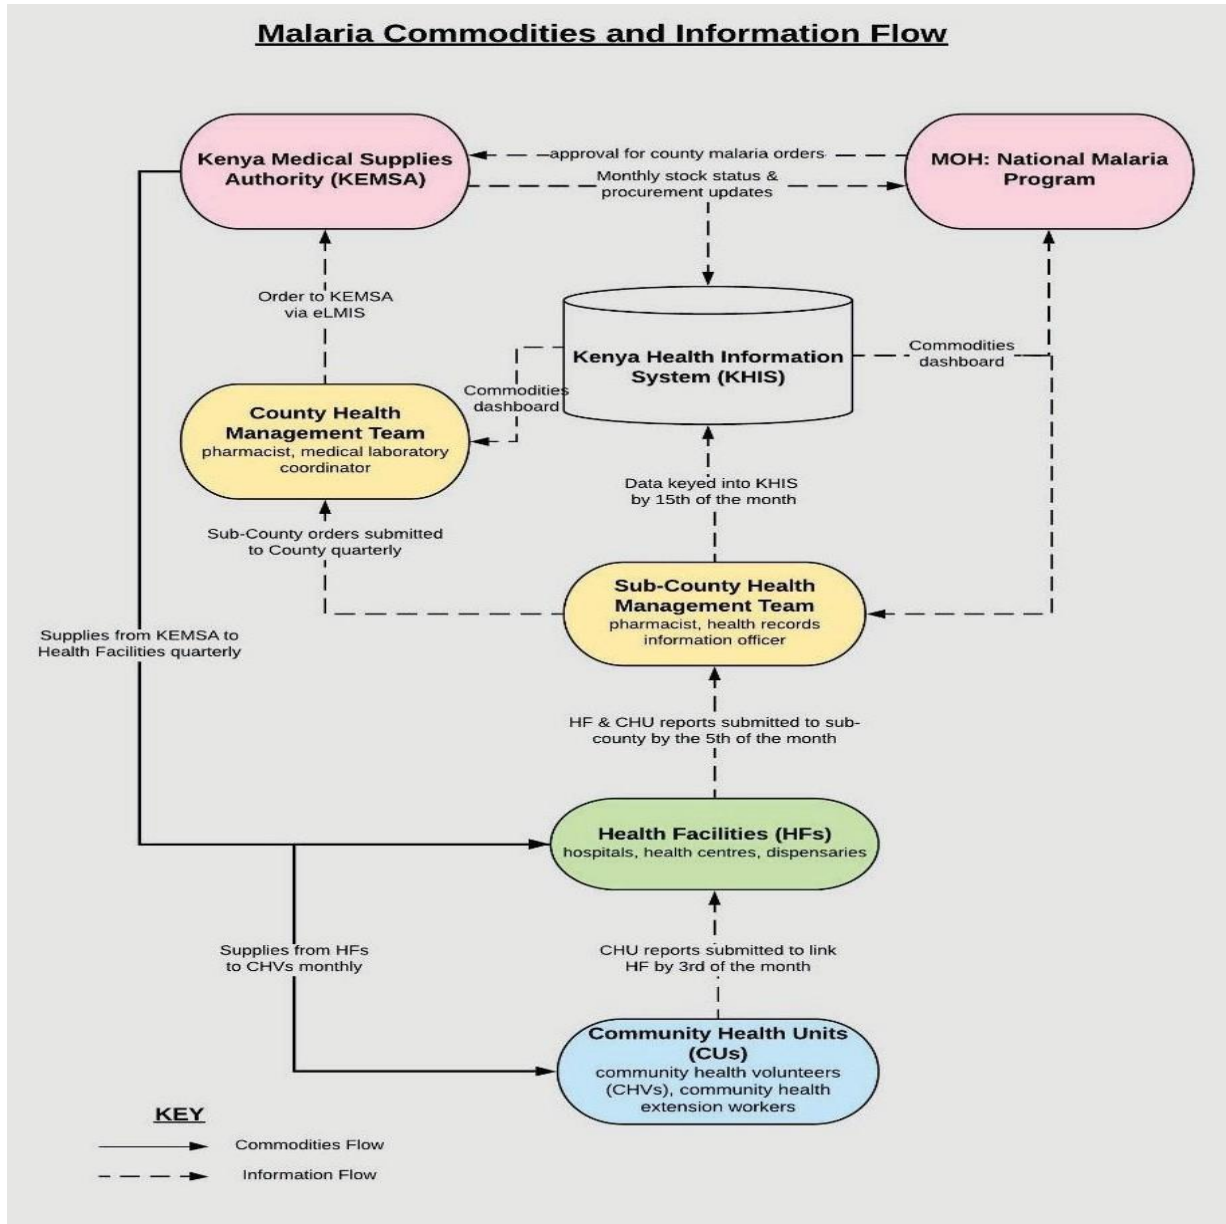 Malaria Commodities and Information Flow
Kenya Medical Supplies
Authority (KEMSA)
approval for county malaria orders
MOH: National Malaria
Program
Monthly stock status &
procurement updates
Order to KEMSA
via eLMIS
Kenya Health Information
System (KHIS)
Commodities
dashboard
Commodities
dashboard
County Health
Management Team
pharmacist, medical laboratory
coordinator
Data keyed into KHIS
by 15th of the month
Sub-County orders submitted
to County quarterly
Sub-County Health
Management Team
pharmacist, health records
information officer
Supplies from KEMSA to
Health Facilities quarterly
HF & CHU reports submitted to sub-
county by the 5th of the month
Health Facilities (HFs)
hospitals, health centres, dispensaries
Supplies from HFs
to CHVs monthly
CHU reports submitted to link
HF by 3rd of the month
Community Health Units
(CUs)
community health volunteers
(CHVs), community health
extension workers
KEY
Commodities Flow
Information Flow